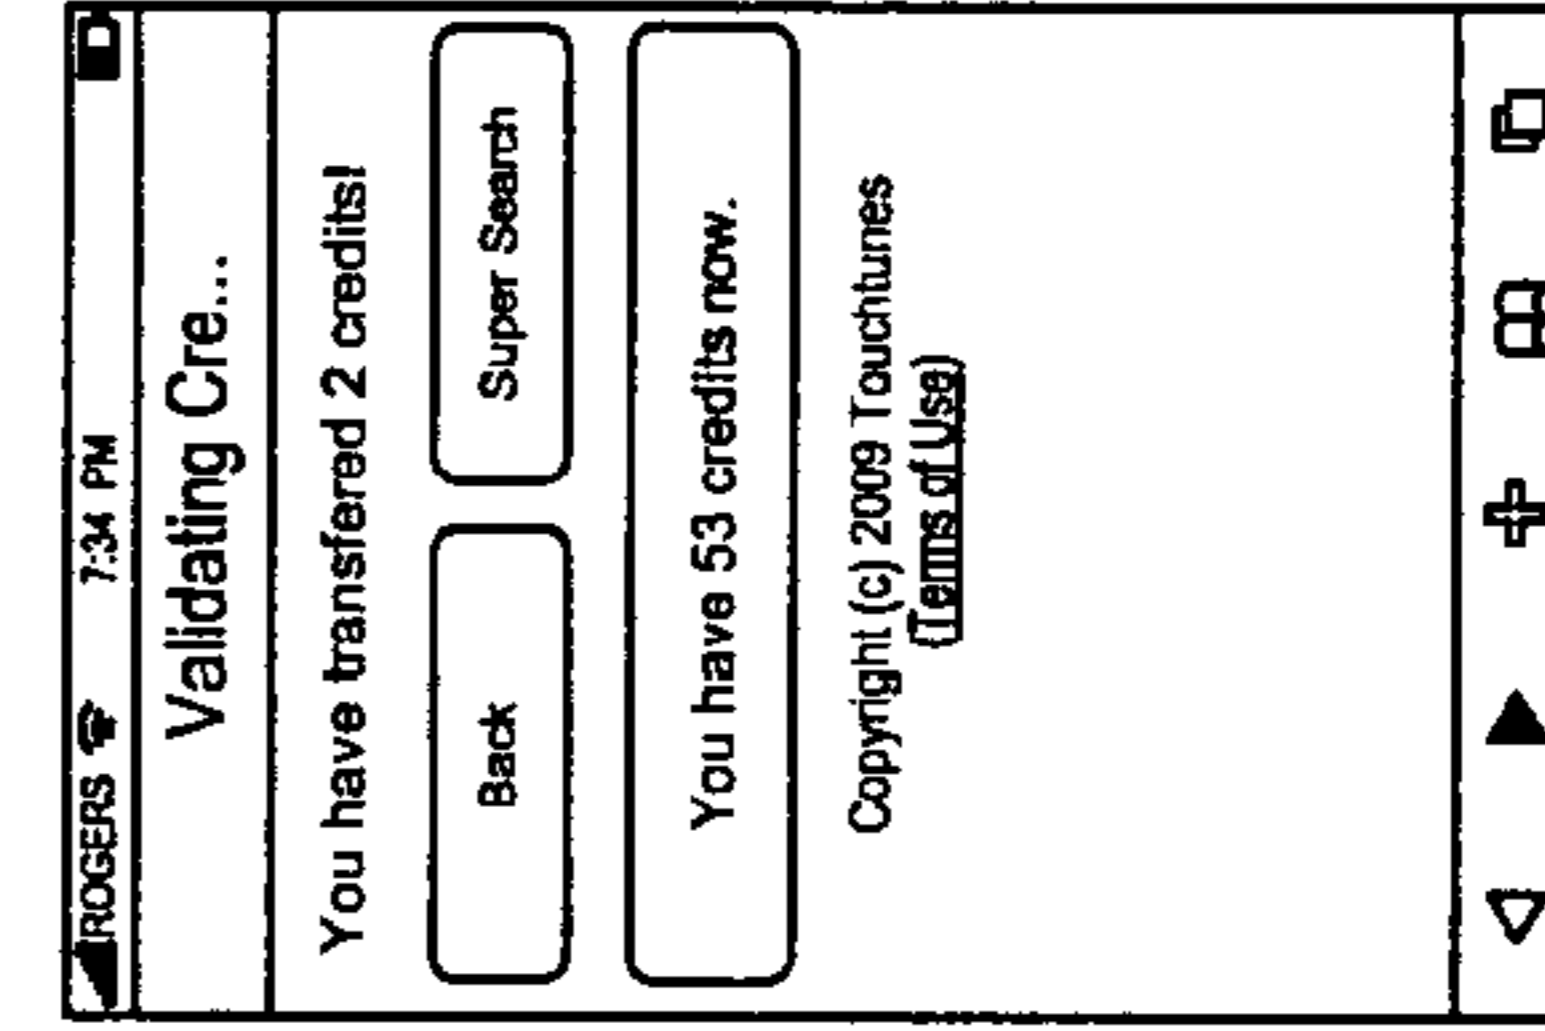 ROGERS 7:34 PM
Validating Cre...
You have transfered 2 credits!
Back Super Search
You have 53 credits now.
Copyright (c) 2009 Touchtunes
(Terms of Use)